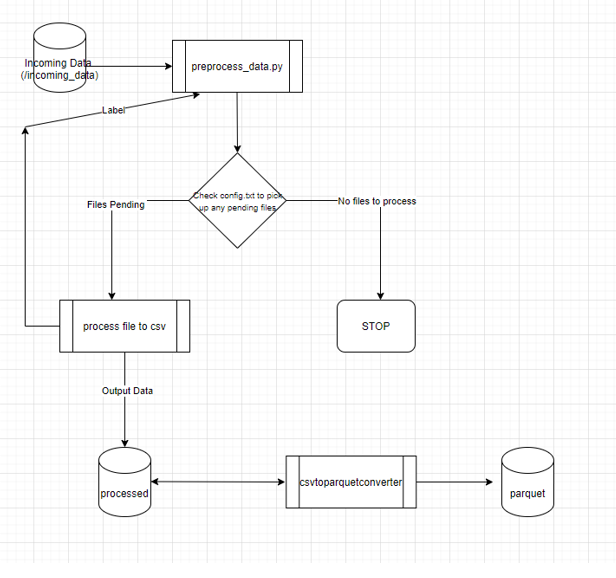 Incoming Data
(/incoming_data)
preprocess_data.py
Label
Check config.txt to pick
up any pending files
Files Pending
No files to process
process file to csv
STOP
Output Data
processed
csvtoparquetconverter
parquet